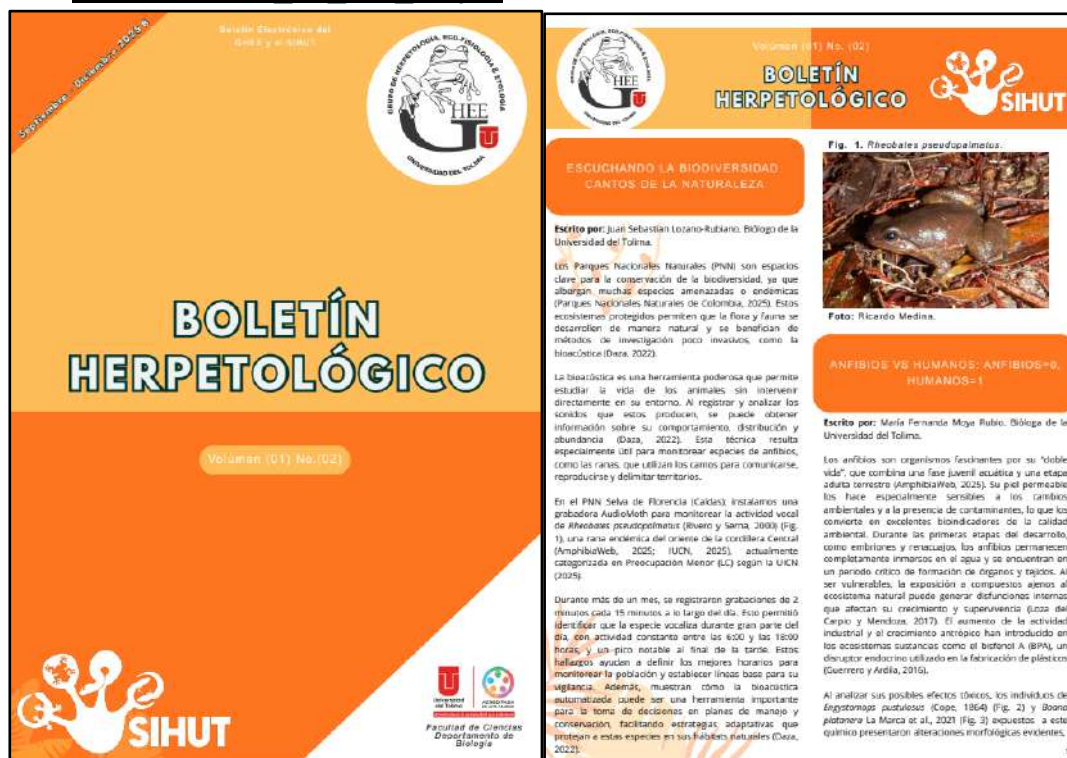 Septiembre - Diciembre 2025B
Boletín Electrónico del
GHEE y el SIHUT
GRUPO DE HERPETOLOGÍA, ECO-FISIOLOGÍA & ETOLOGÍA
GHEE
UNIVERSIDAD DEL TOLIMA
BOLETÍN
HERPETOLÓGICO
Volúmen (01) No.(02)
SIHUT
Universidad
del Tolima
ACREDITADA
Facultad de Ciencias
Departamento de
Biología
Volúmen (01) No. (02)
BOLETÍN
HERPETOLÓGICO
GHEE
SIHUT
ESCUCHANDO LA BIODIVERSIDAD
CANTOS DE LA NATURALEZA
Escrito por: Juan Sebastian Lozano-Rubiano. Biólogo de la
Universidad del Tolima.
Los Parques Nacionales Naturales (PNN) son espacios
clave para la conservación de la biodiversidad, ya que
albergan muchas especies amenazadas o endémicas
(Parques Nacionales Naturales de Colombia, 2025). Estos
ecosistemas protegidos permiten que la flora y fauna se
desarrollen de manera natural y se benefician de
métodos de investigación poco invasivos, como la
bioacústica (Daza, 2022).
La bioacústica es una herramienta poderosa que permite
estudiar la vida de los animales sin intervenir
directamente en su entorno. Al registrar y analizar los
sonidos que estos producen, se puede obtener
información sobre su comportamiento, distribución y
abundancia (Daza, 2022). Esta técnica resulta
especialmente útil para monitorear especies de anfibios,
como las ranas, que utilizan los cantos para comunicarse,
reproducirse y delimitar territorios.
En el PNN Selva de Florencia (Caldas), instalamos una
grabadora AudioMoth para monitorear la actividad vocal
de Rheobates pseudopalmatus (Rivero y Serna, 2000) (Fig.
1), una rana endémica del oriente de la cordillera Central
(AmphibiaWeb, 2025; IUCN, 2025), actualmente
categorizada en Preocupación Menor (LC) según la UICN
(2025).
Durante más de un mes, se registraron grabaciones de 2
minutos cada 15 minutos a lo largo del día. Esto permitió
identificar que la especie vocaliza durante gran parte del
día, con actividad constante entre las 6:00 y las 18:00
horas, y un pico notable al final de la tarde. Estos
hallazgos ayudan a definir los mejores horarios para
monitorear la población y establecer líneas base para su
vigilancia. Además, muestran cómo la bioacústica
automatizada puede ser una herramienta importante
para la toma de decisiones en planes de manejo y
conservación, facilitando estrategias adaptativas que
protejan a estas especies en sus hábitats naturales (Daza,
2022).
Fig. 1. Rheobates pseudopalmatus.
Foto: Ricardo Medina.
ANFIBIOS VS HUMANOS: ANFIBIOS=0,
HUMANOS=1
Escrito por: María Fernanda Moya Rubio. Bióloga de la
Universidad del Tolima.
Los anfibios son organismos fascinantes por su "doble
vida", que combina una fase juvenil acuática y una etapa
adulta terrestre (AmphibiaWeb, 2025). Su piel permeable
los hace especialmente sensibles a los cambios
ambientales y a la presencia de contaminantes, lo que los
convierte en excelentes bioindicadores de la calidad
ambiental. Durante las primeras etapas del desarrollo,
como embriones y renacuajos, los anfibios permanecen
completamente inmersos en el agua y se encuentran en
un periodo crítico de formación de órganos y tejidos. Al
ser vulnerables, la exposición a compuestos ajenos al
ecosistema natural puede generar disfunciones internas
que afectan su crecimiento y supervivencia (Loza del
Carpio y Mendoza, 2017). El aumento de la actividad
industrial y el crecimiento antrópico han introducido en
los ecosistemas sustancias como el bisfenol A (BPA), un
disruptor endocrino utilizado en la fabricación de plásticos
(Guerrero y Ardila, 2016).
Al analizar sus posibles efectos tóxicos, los individuos de
Engystomops pustulosus (Cope, 1864) (Fig. 2) y Boana
platanera La Marca et al., 2021 (Fig. 3) expuestos a este
químico presentaron alteraciones morfológicas evidentes,